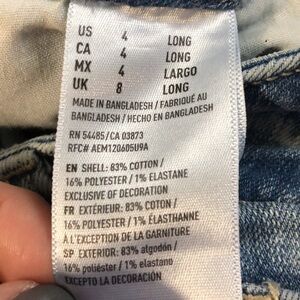 US 4 LONG
CA 4 LONG
MX 4 LARGO
UK 8 LONG
MADE IN BANGLADESH / FABRIQUÉ AU
BANGLADESH / HECHO EN BANGLADESH
RN 54485/CA 03873
RFC# AEM120605U9A
EN SHELL: 83% COTTON /
16% POLYESTER / 1% ELASTANE
EXCLUSIVE OF DECORATION
FR EXTÉRIEUR: 83% COTON /
16% POLYESTER / 1% ÉLASTHANNE
À L'EXCEPTION DE LA GARNITURE
SP EXTERIOR: 83% algodón /
16% poliéster / 1% elastano
EXCEPTO LA DECORACIÓN